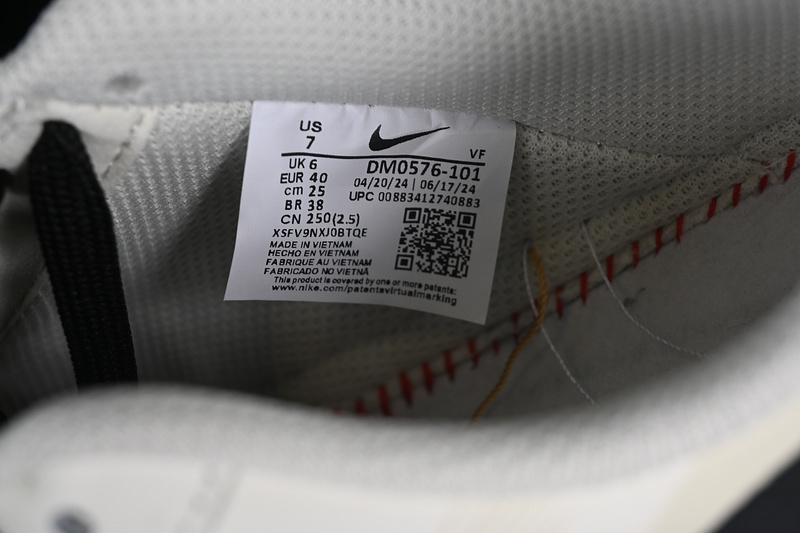 US
7
VF
UK 6
EUR 40
cm 25
BR 38
CN 250(2.5)
DM0576-101
04/20/24 | 06/17/24
UPC 00883412740883
XSFV9NXJ0BTQE
MADE IN VIETNAM
HECHO EN VIETNAM
FABRIQUE AU VIETNAM
FABRICADO NO VIETNÃ
This product is covered by one or more patents:
www.nike.com/patentsvirtualmarking